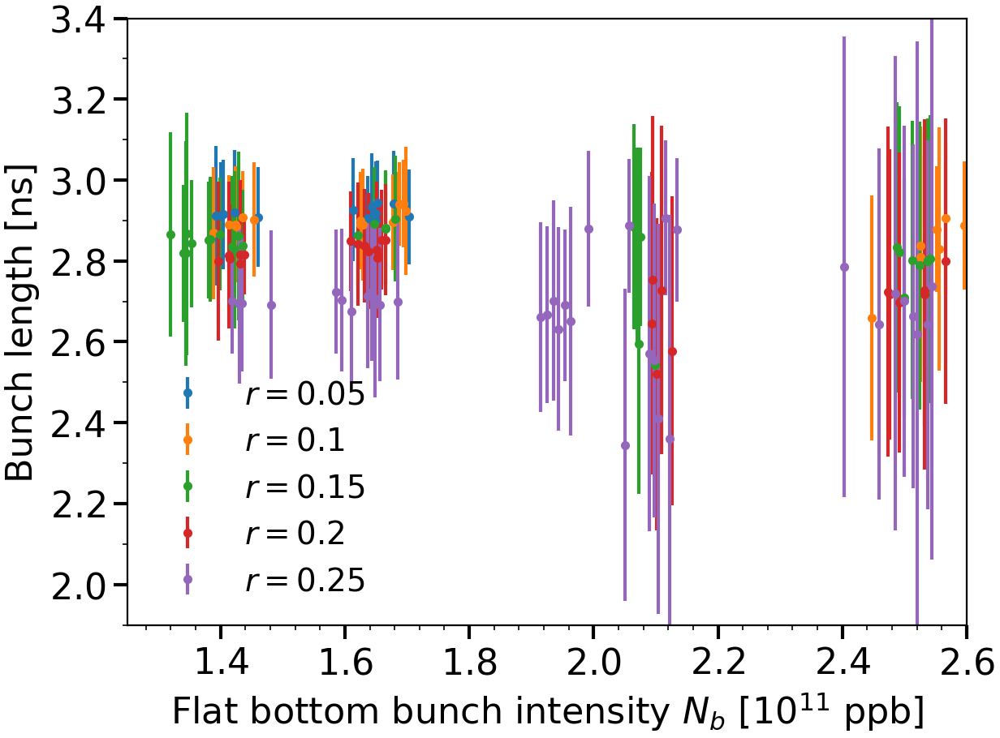 Bunch length [ns]
3.4
3.2
3.0
2.8
2.6
2.4
2.2
2.0
r = 0.05
r = 0.1
r = 0.15
r = 0.2
r = 0.25
1.4 1.6 1.8 2.0 2.2 2.4 2.6
Flat bottom bunch intensity N_b [10^11 ppb]